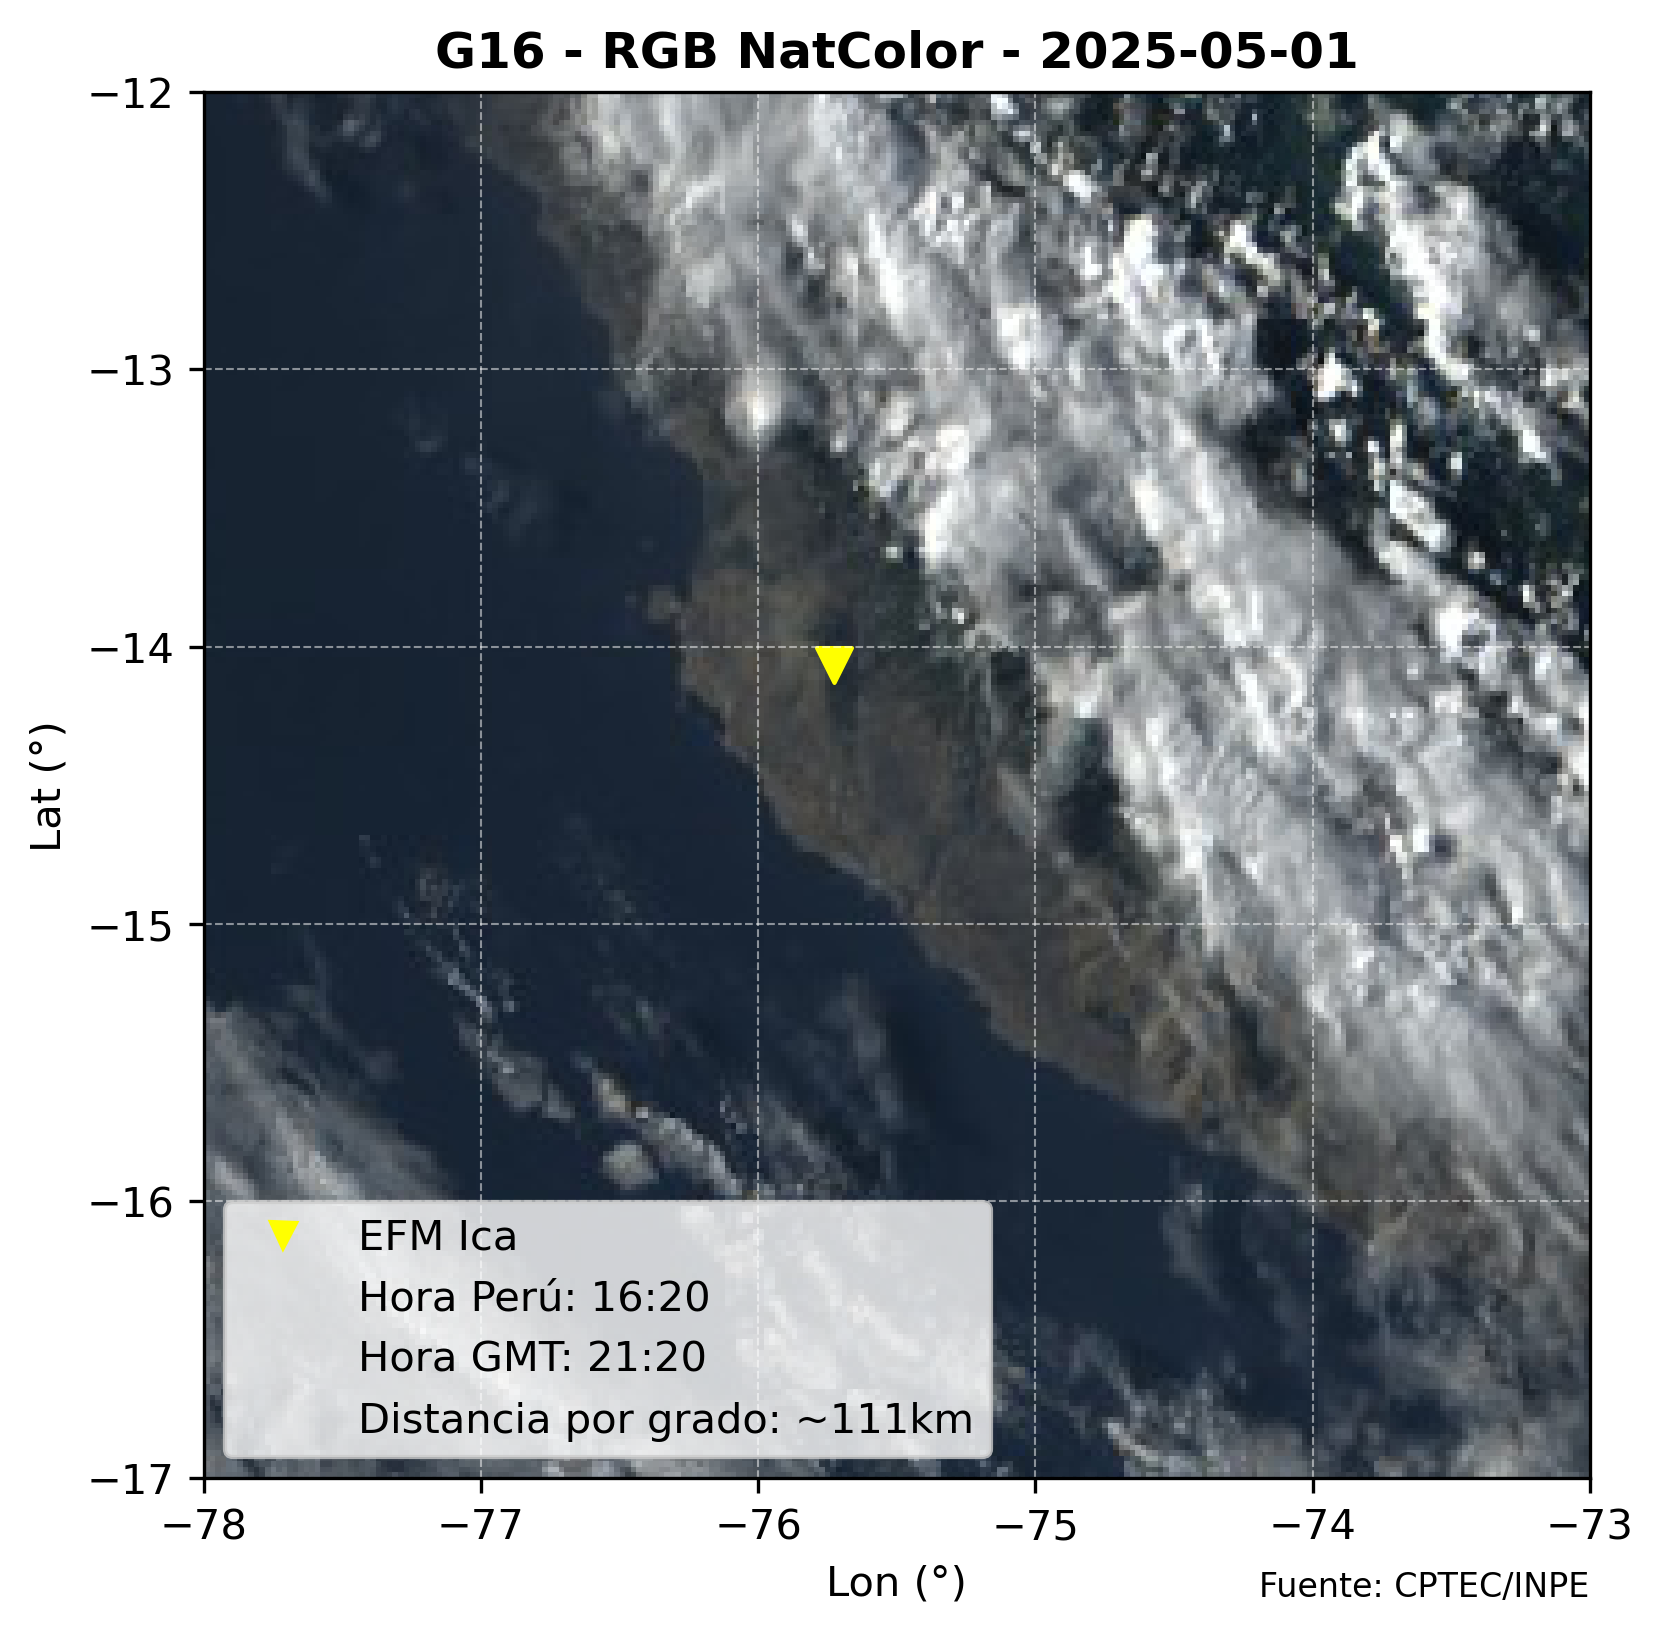 G16 - RGB NatColor - 2025-05-01
−12
−13
−14
−15
−16
−17
Lat (°)
EFM Ica
Hora Perú: 16:20
Hora GMT: 21:20
Distancia por grado: ~111km
−78 −77 −76 −75 −74 −73
Lon (°)
Fuente: CPTEC/INPE